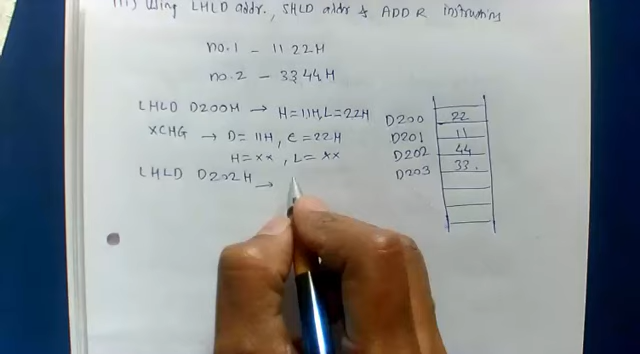 iii) Using LHLD addr., SHLD addr & ADD R instructions
no.1 - 1122H
no.2 - 3344H
LHLD D200H → H=11H, L=22H
XCHG → D=11H, E=22H
H=xx, L=xx
LHLD D202H →
D200 22
D201 11
D202 44
D203 33